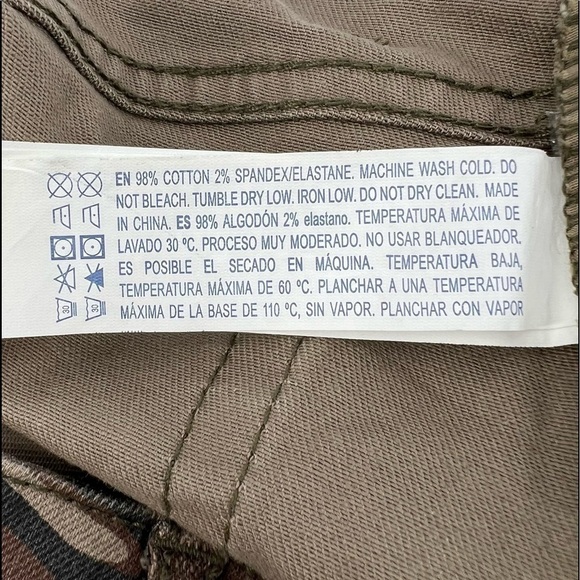 EN 98% COTTON 2% SPANDEX/ELASTANE. MACHINE WASH COLD. DO
NOT BLEACH. TUMBLE DRY LOW. IRON LOW. DO NOT DRY CLEAN. MADE
IN CHINA. ES 98% ALGODÓN 2% elastano. TEMPERATURA MÁXIMA DE
LAVADO 30 ºC. PROCESO MUY MODERADO. NO USAR BLANQUEADOR.
ES POSIBLE EL SECADO EN MÁQUINA. TEMPERATURA BAJA,
TEMPERATURA MÁXIMA DE 60 ºC. PLANCHAR A UNA TEMPERATURA
MÁXIMA DE LA BASE DE 110 ºC, SIN VAPOR. PLANCHAR CON VAPOR
30 30